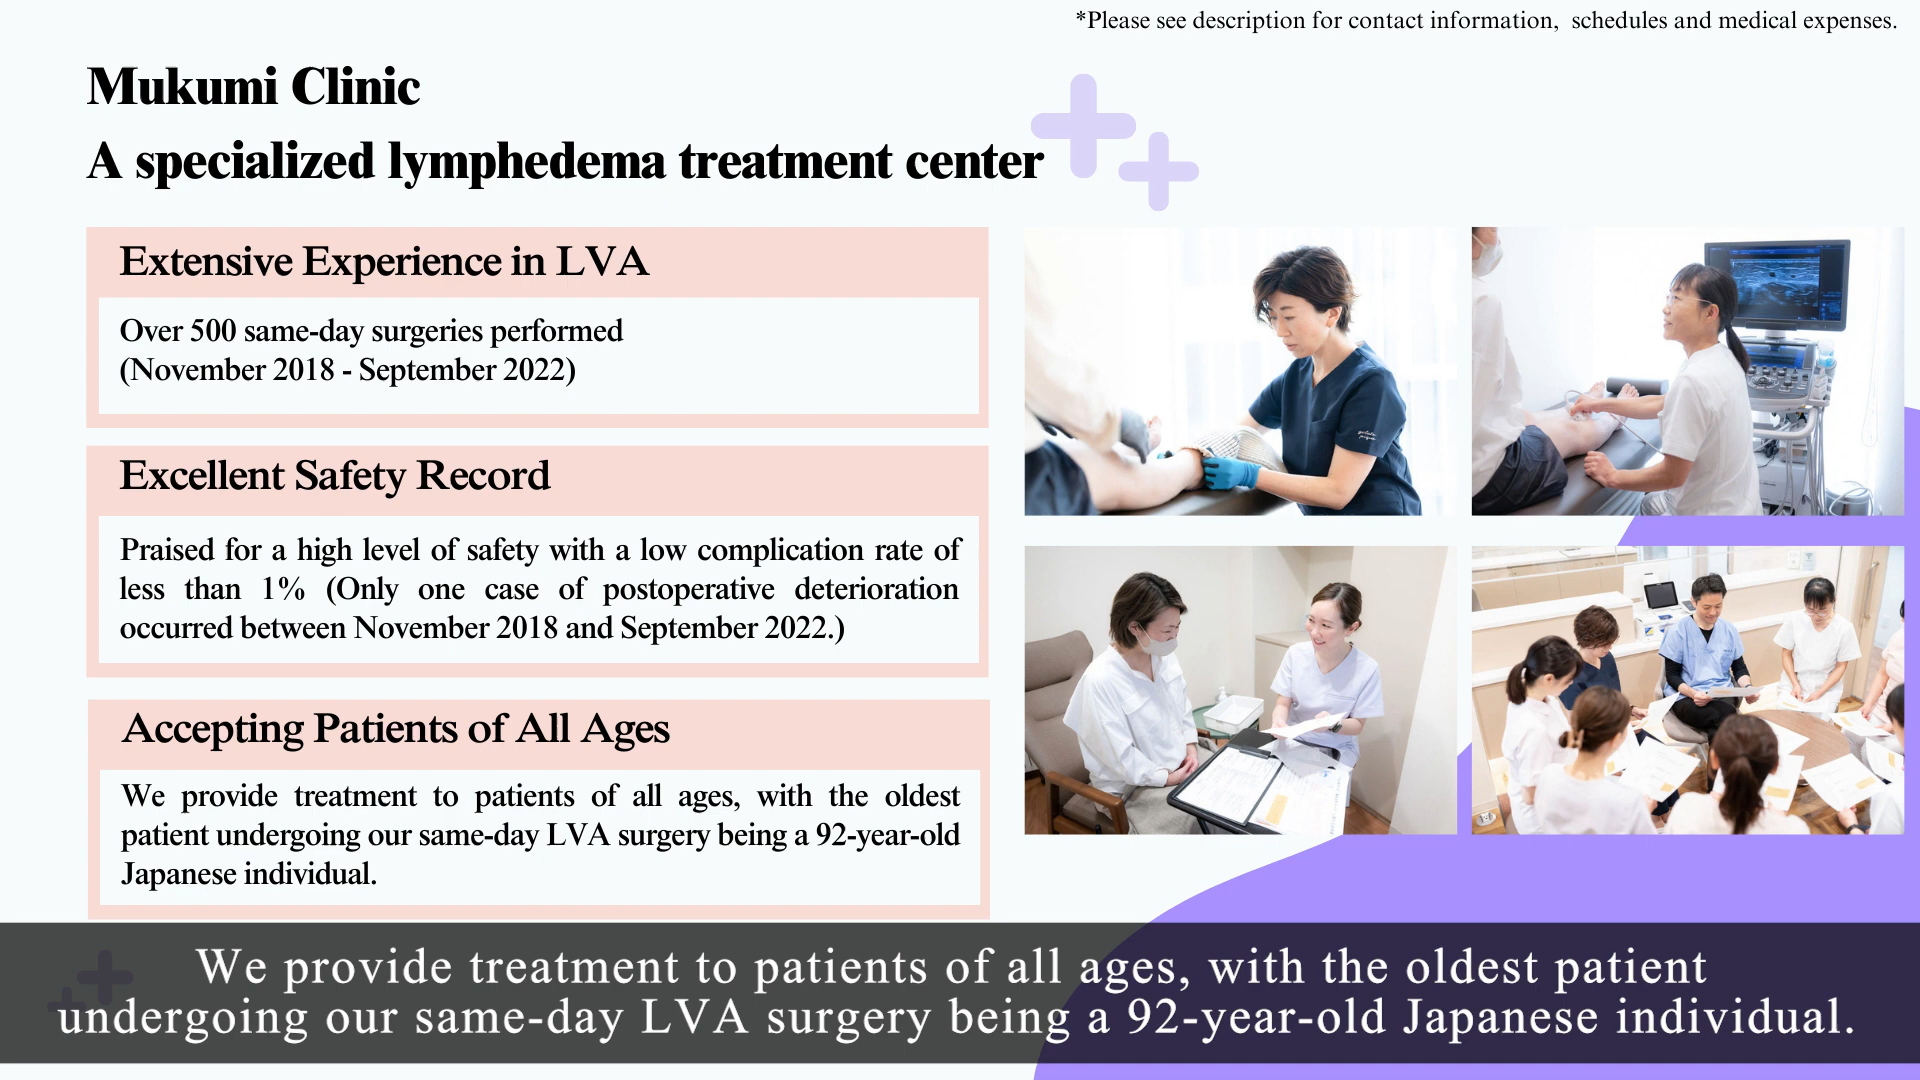 *Please see description for contact information, schedules and medical expenses.
Mukumi Clinic
A specialized lymphedema treatment center
Extensive Experience in LVA
Over 500 same-day surgeries performed
(November 2018 - September 2022)
Excellent Safety Record
Praised for a high level of safety with a low complication rate of
less than 1% (Only one case of postoperative deterioration
occurred between November 2018 and September 2022.)
Accepting Patients of All Ages
We provide treatment to patients of all ages, with the oldest
patient undergoing our same-day LVA surgery being a 92-year-old
Japanese individual.
We provide treatment to patients of all ages, with the oldest patient
undergoing our same-day LVA surgery being a 92-year-old Japanese individual.